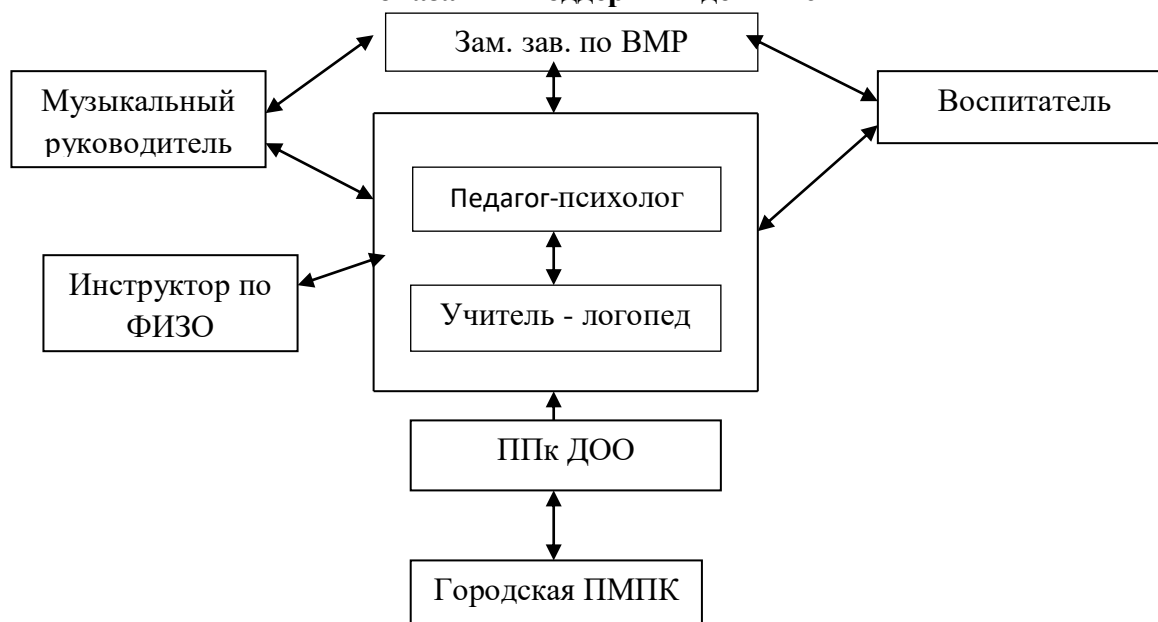 Зам. зав. по ВМР
Музыкальный
руководитель
Воспитатель
Педагог-психолог
Инструктор по
ФИЗО
Учитель - логопед
ППк ДОО
Городская ПМПК